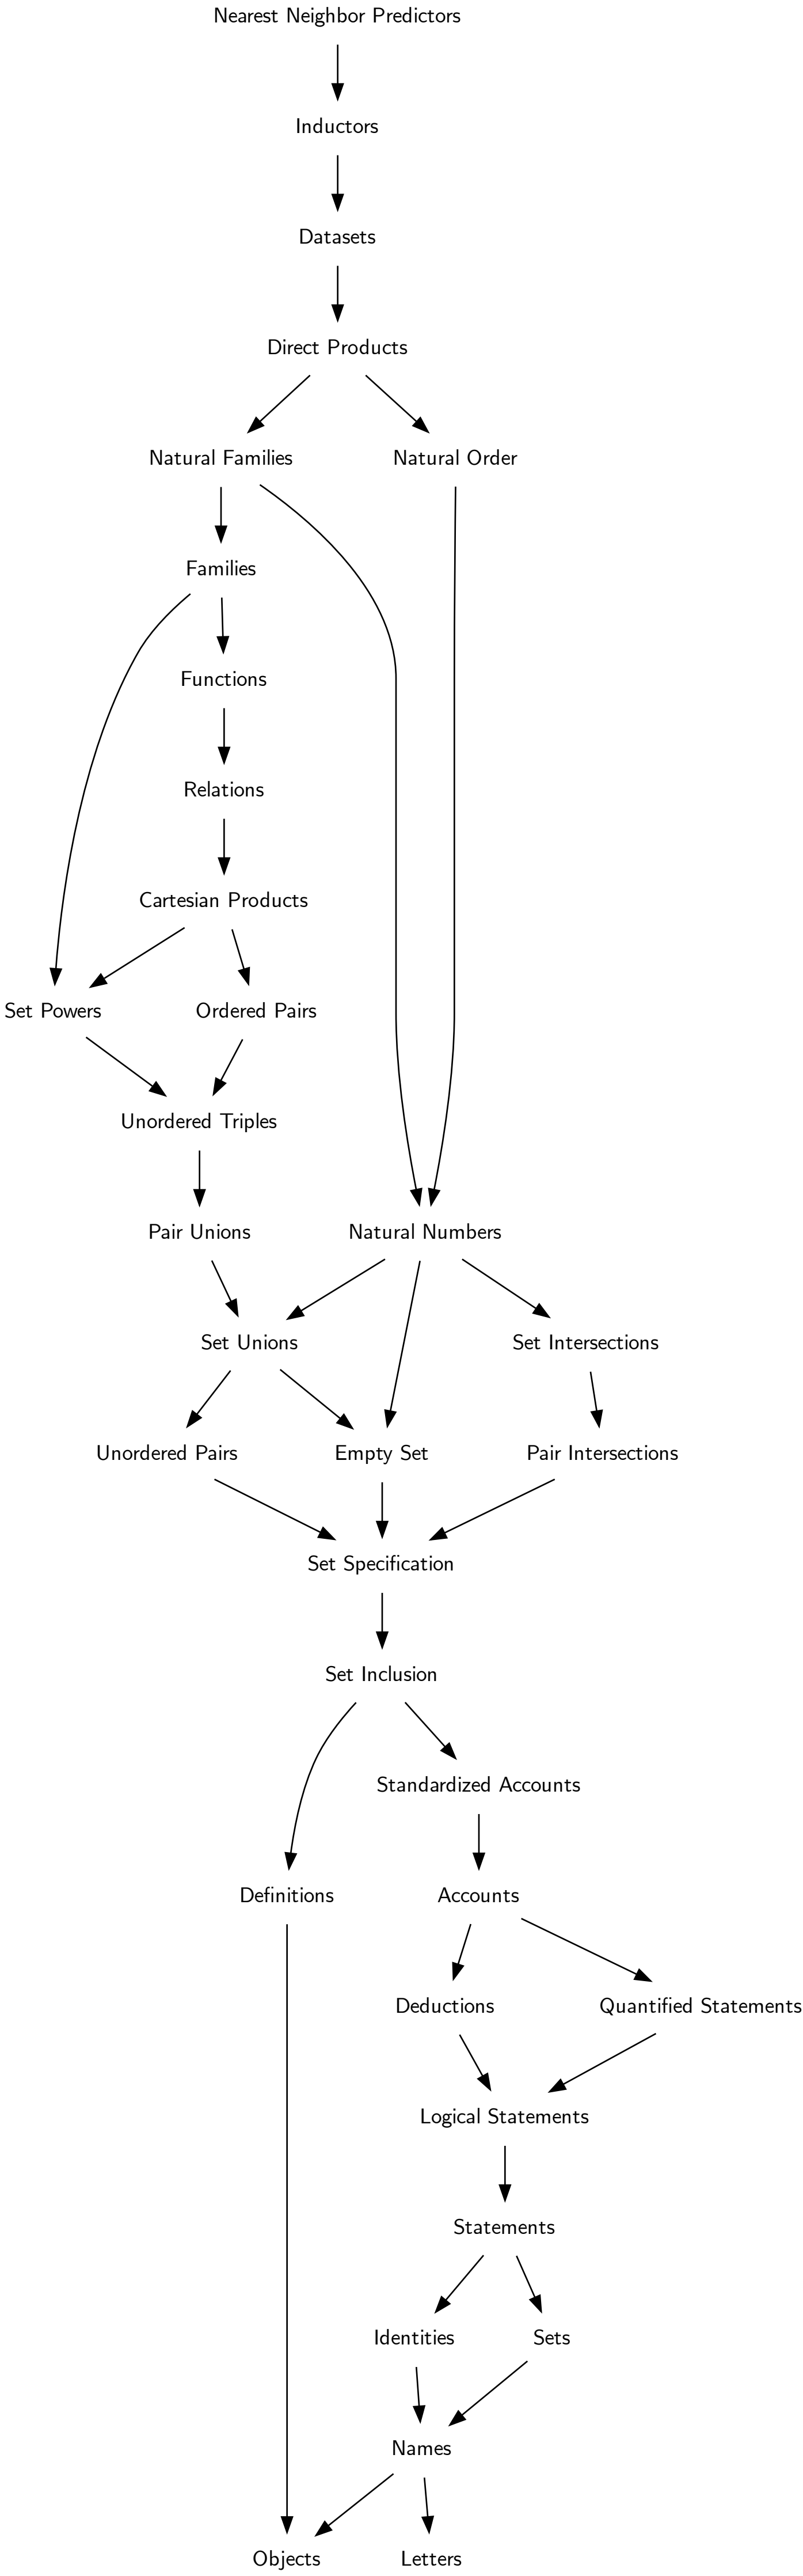 Nearest Neighbor Predictors
Inductors
Datasets
Direct Products
Natural Families
Natural Order
Families
Functions
Relations
Cartesian Products
Set Powers
Ordered Pairs
Unordered Triples
Pair Unions
Natural Numbers
Set Unions
Set Intersections
Unordered Pairs
Empty Set
Pair Intersections
Set Specification
Set Inclusion
Standardized Accounts
Definitions
Accounts
Deductions
Quantified Statements
Logical Statements
Statements
Identities
Sets
Names
Objects
Letters